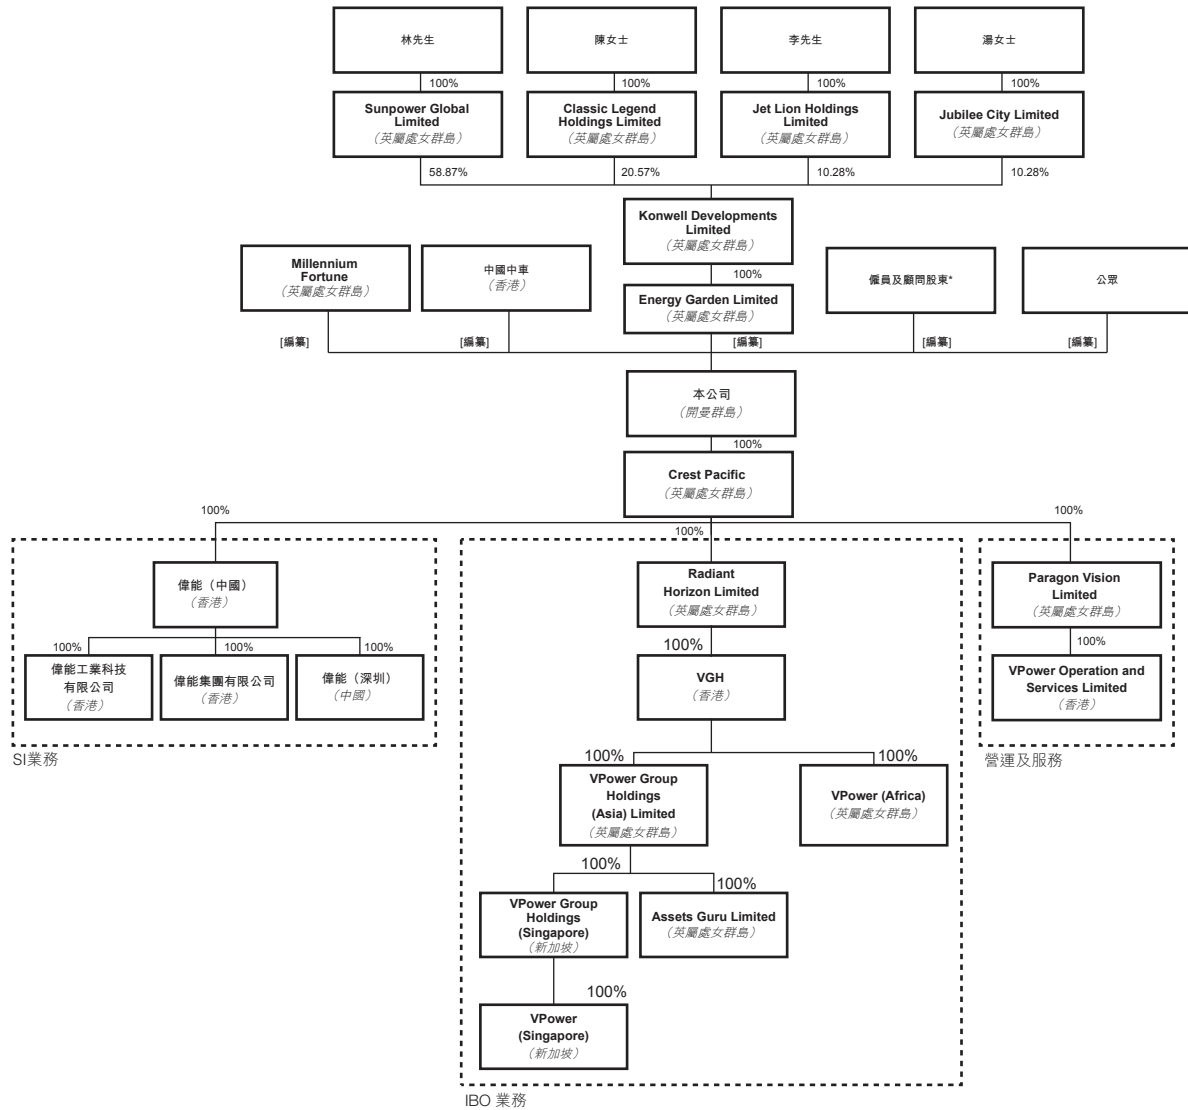 林先生
陳女士
李先生
湯女士
100%
100%
100%
100%
Sunpower Global
Limited
（英屬處女群島）
Classic Legend
Holdings Limited
（英屬處女群島）
Jet Lion Holdings
Limited
（英屬處女群島）
Jubilee City Limited
（英屬處女群島）
58.87%
20.57%
10.28%
10.28%
Konwell Developments
Limited
（英屬處女群島）
100%
Millennium
Fortune
（英屬處女群島）
中國中車
（香港）
Energy Garden Limited
（英屬處女群島）
僱員及顧問股東*
公眾
[編纂]
[編纂]
[編纂]
[編纂]
[編纂]
本公司
（開曼群島）
100%
Crest Pacific
（英屬處女群島）
100%
100%
100%
偉能（中國）
（香港）
100%
100%
100%
偉能工業科技
有限公司
（香港）
偉能集團有限公司
（香港）
偉能（深圳）
（中國）
SI業務
Radiant
Horizon Limited
（英屬處女群島）
100%
VGH
（香港）
100%
100%
VPower Group
Holdings
(Asia) Limited
（英屬處女群島）
VPower (Africa)
（英屬處女群島）
100%
100%
VPower Group
Holdings
(Singapore)
（新加坡）
Assets Guru Limited
（英屬處女群島）
100%
VPower
(Singapore)
（新加坡）
IBO 業務
Paragon Vision
Limited
（英屬處女群島）
100%
VPower Operation and
Services Limited
（香港）
營運及服務